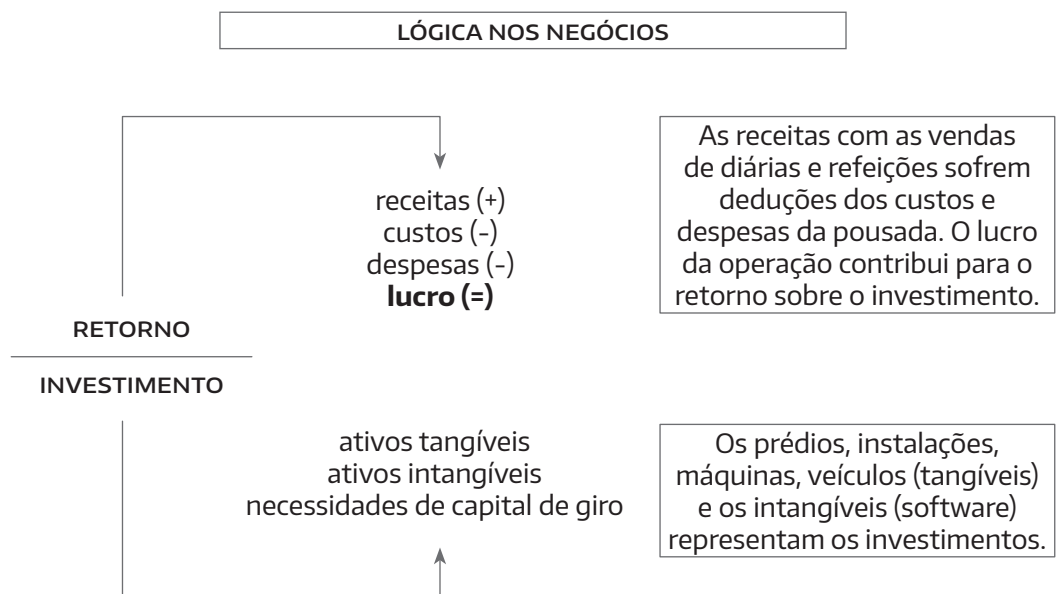 LÓGICA NOS NEGÓCIOS
receitas (+)
custos (-)
despesas (-)
lucro (=)
As receitas com as vendas
de diárias e refeições sofrem
deduções dos custos e
despesas da pousada. O lucro
da operação contribui para o
retorno sobre o investimento.
RETORNO
INVESTIMENTO
ativos tangíveis
ativos intangíveis
necessidades de capital de giro
Os prédios, instalações,
máquinas, veículos (tangíveis)
e os intangíveis (software)
representam os investimentos.